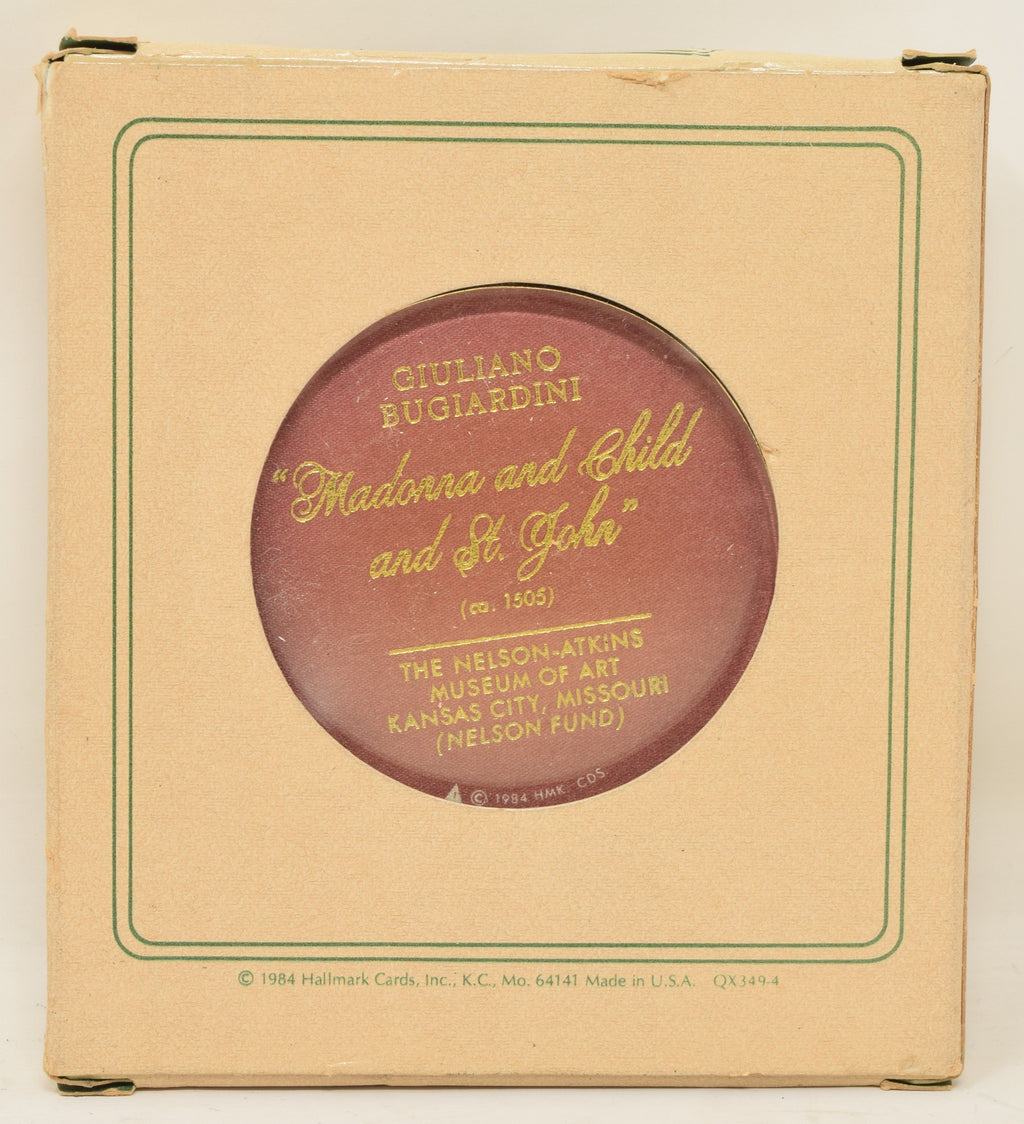 GIULIANO
BUGIARDINI
"Madonna and Child
and St. John"
(ca. 1505)
THE NELSON-ATKINS
MUSEUM OF ART
KANSAS CITY, MISSOURI
(NELSON FUND)
© 1984 HMK. CDS.
© 1984 Hallmark Cards, Inc., K.C., Mo. 64141 Made in U.S.A. QX349-4